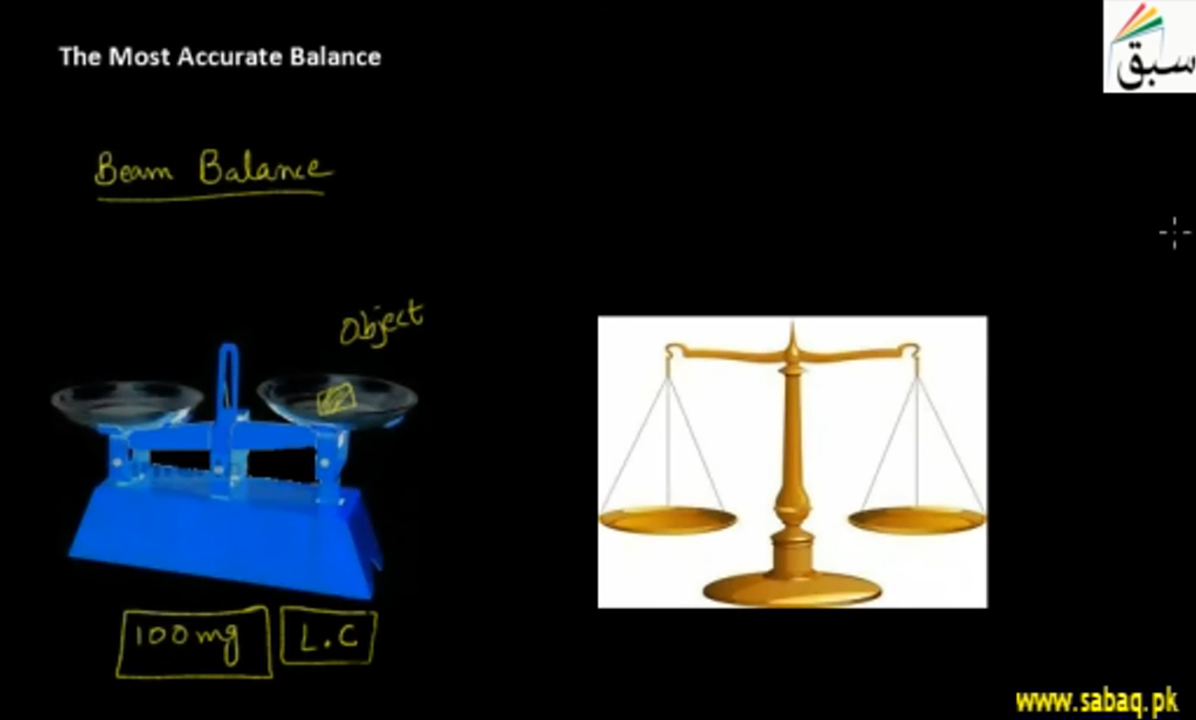 The Most Accurate Balance
سبق
Beam Balance
Object
100mg L.C
www.sabaq.pk